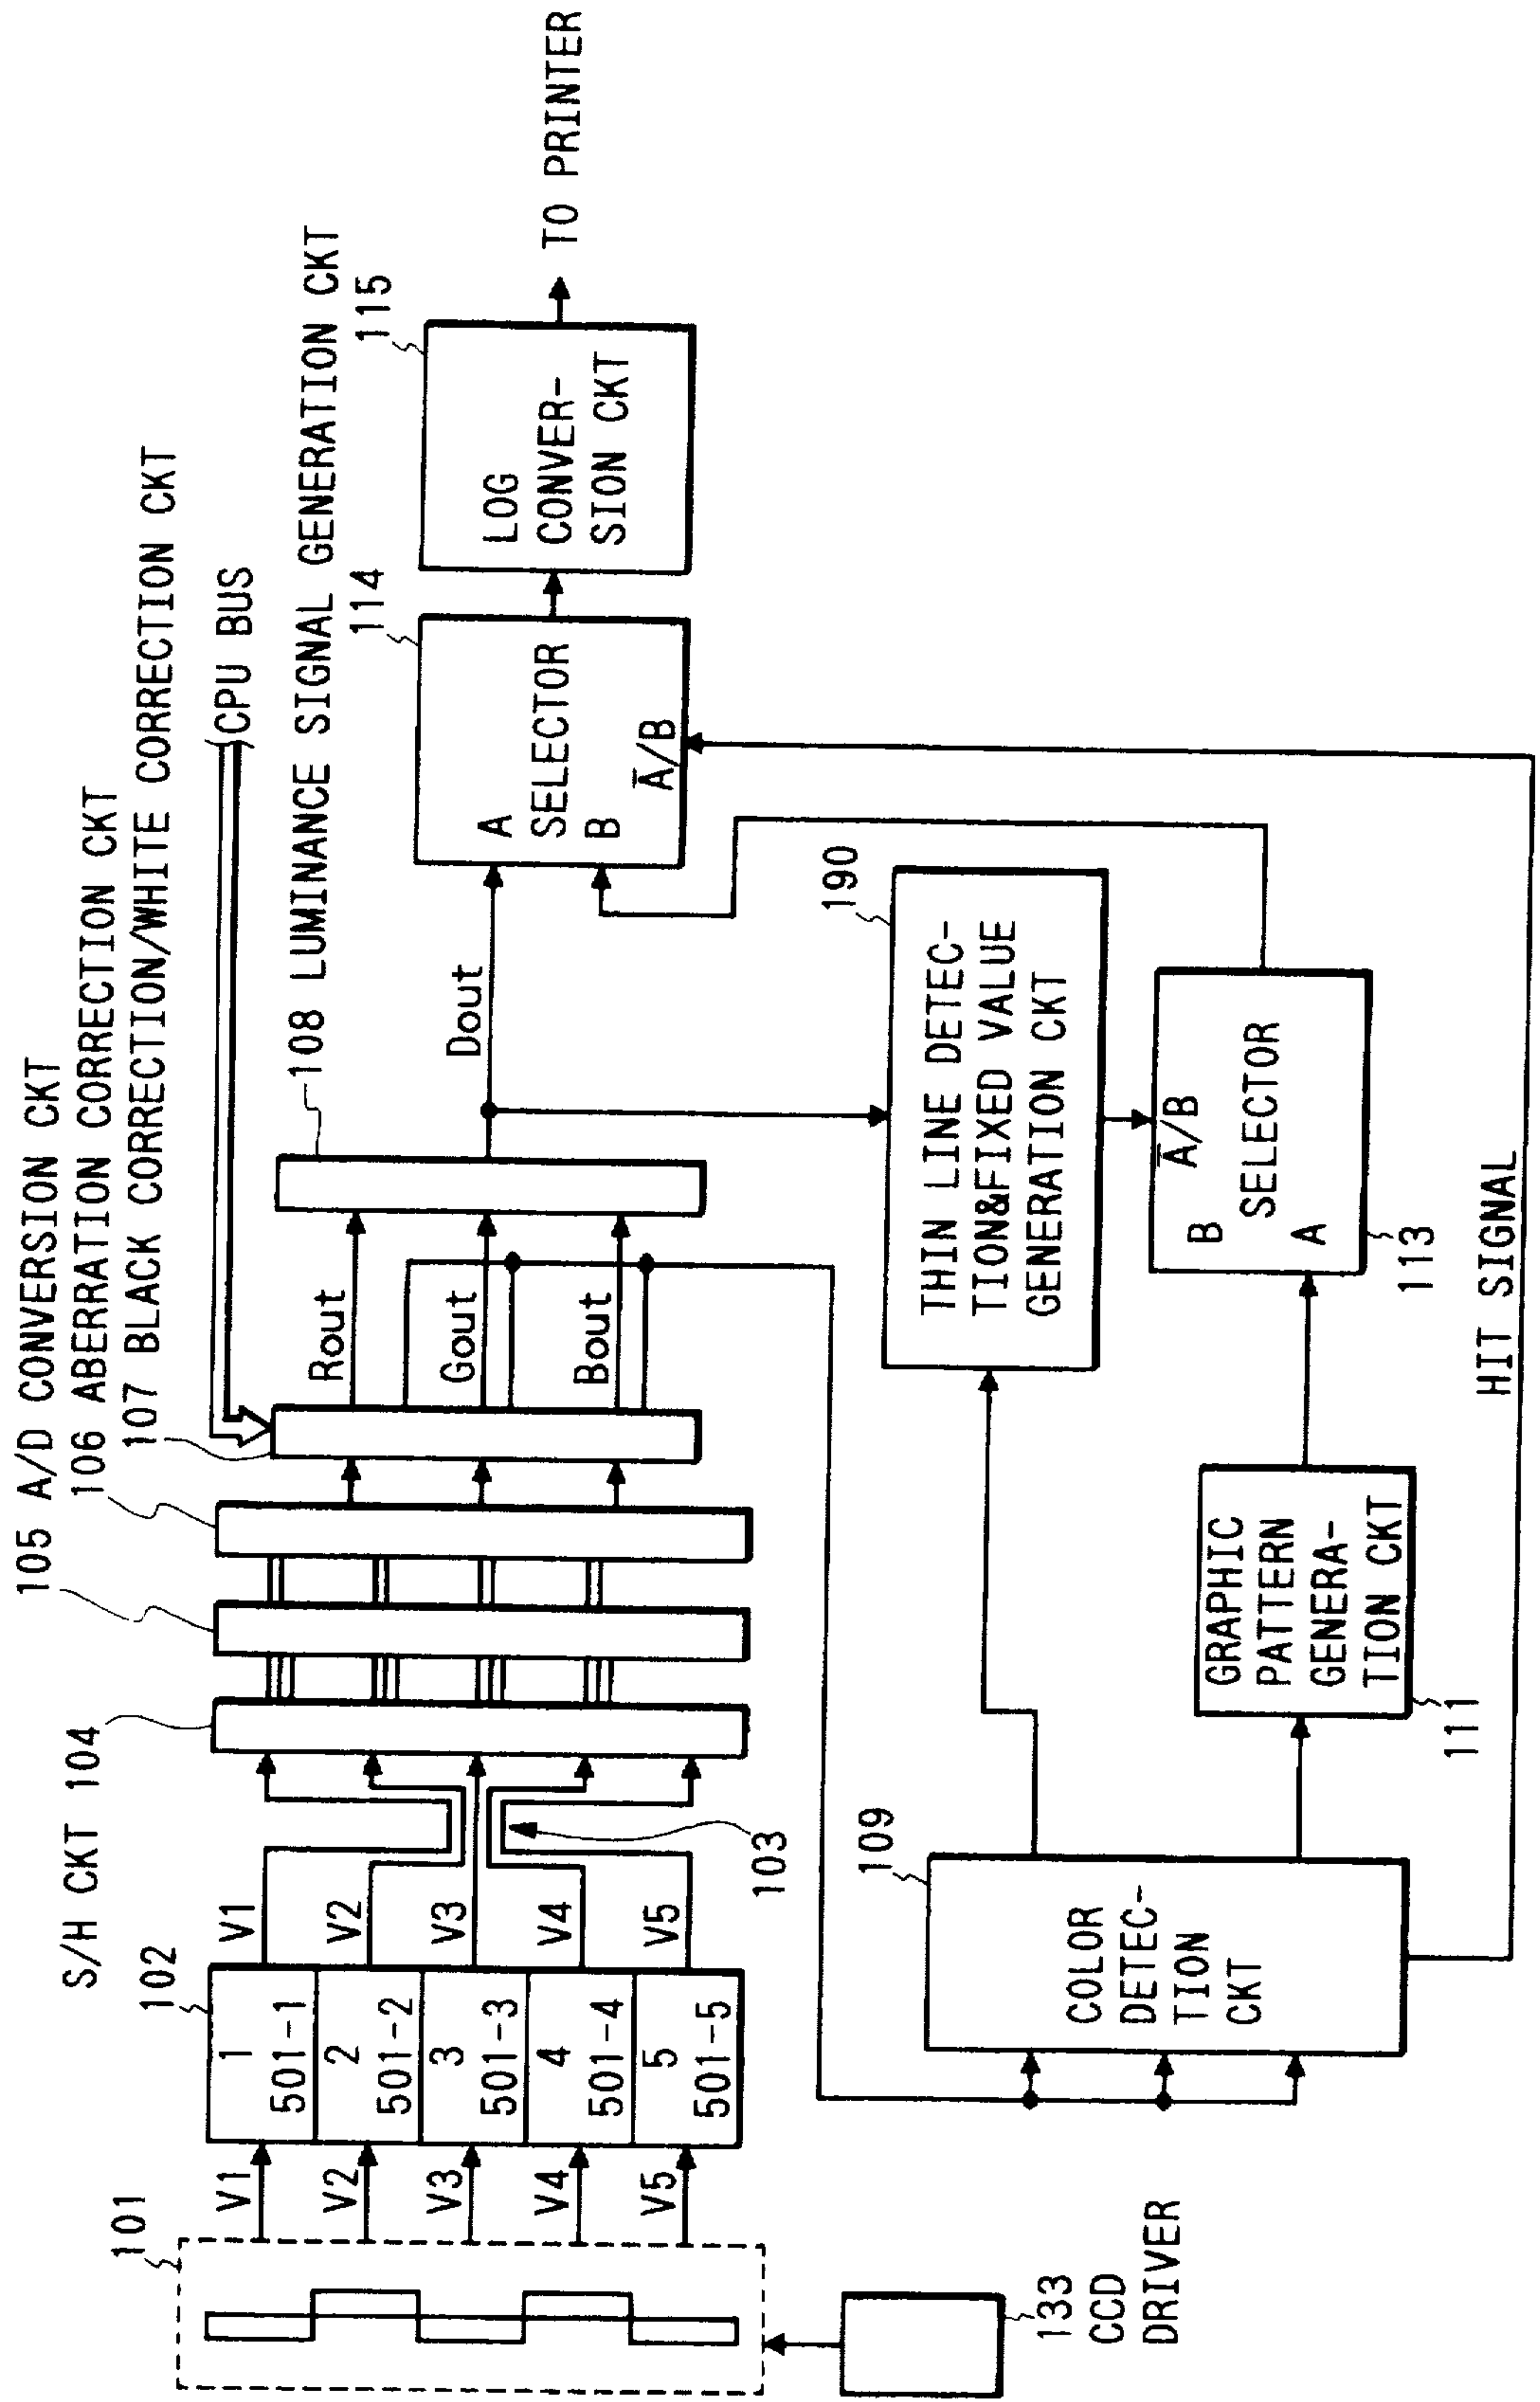 105 A/D CONVERSION CKT
106 ABERRATION CORRECTION CKT
107 BLACK CORRECTION/WHITE CORRECTION CKT
CPU BUS
108 LUMINANCE SIGNAL GENERATION CKT
S/H CKT 104
101
V1
V2
V3
V4
V5
102
1
501-1
2
501-2
3
501-3
4
501-4
5
501-5
V1
V2
V3
V4
V5
103
Rout
Gout
Bout
Dout
114
A
SELECTOR
B
A̅/B
115
LOG
CONVER-
SION CKT
TO PRINTER
133
CCD
DRIVER
109
COLOR
DETEC-
TION
CKT
190
THIN LINE DETEC-
TION&FIXED VALUE
GENERATION CKT
GRAPHIC
PATTERN
GENERA-
TION CKT
111
A̅/B
B
SELECTOR
A
113
HIT SIGNAL